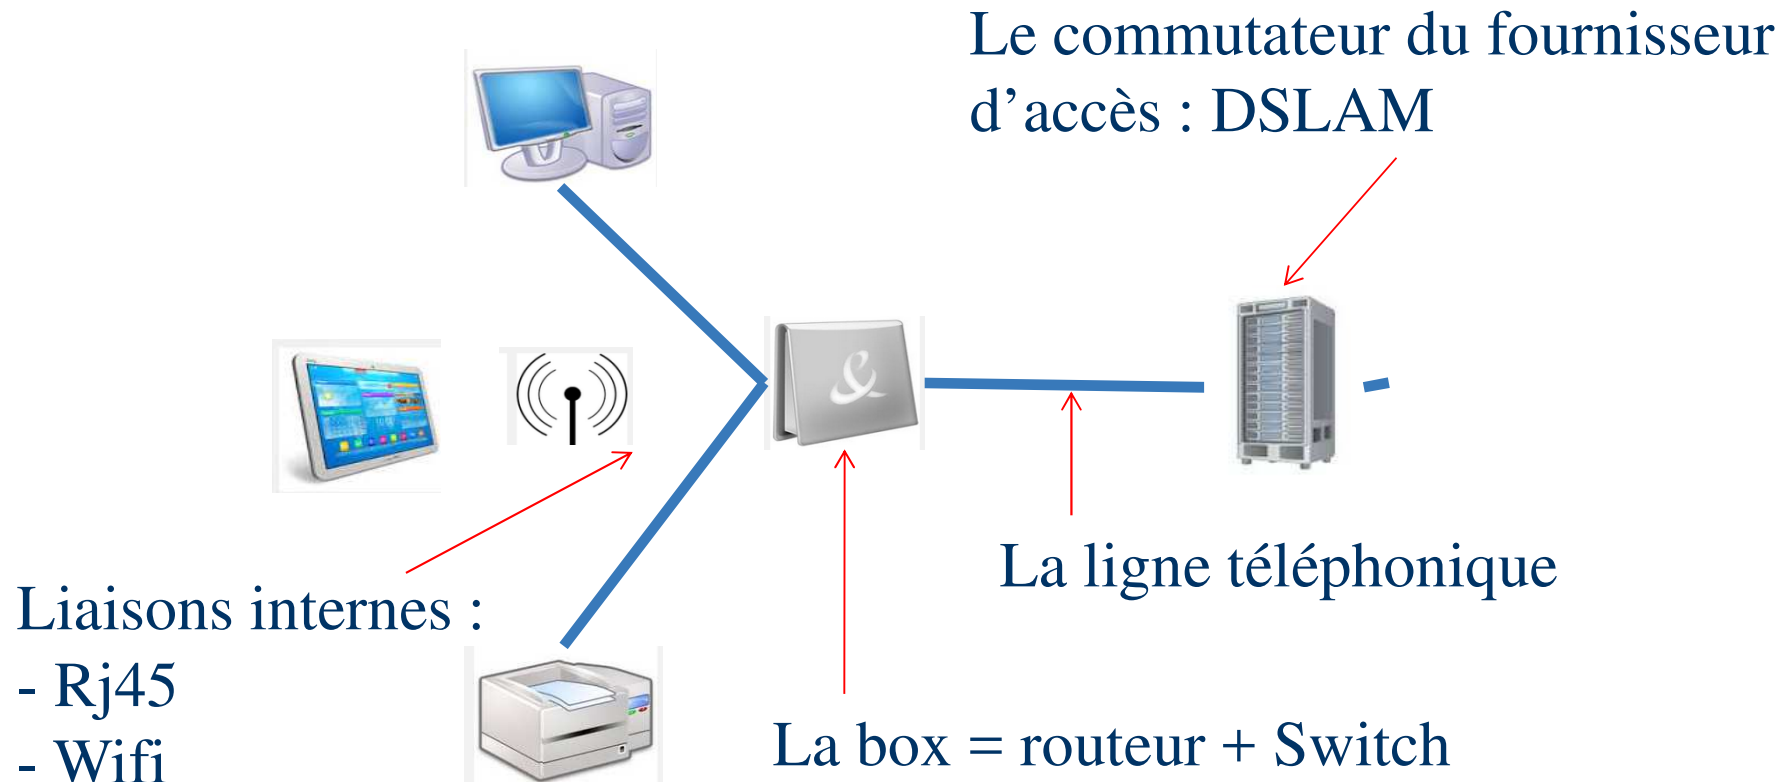 Le commutateur du fournisseur
d'accès : DSLAM
&
La ligne téléphonique
Liaisons internes :
- Rj45
- Wifi
La box = routeur + Switch